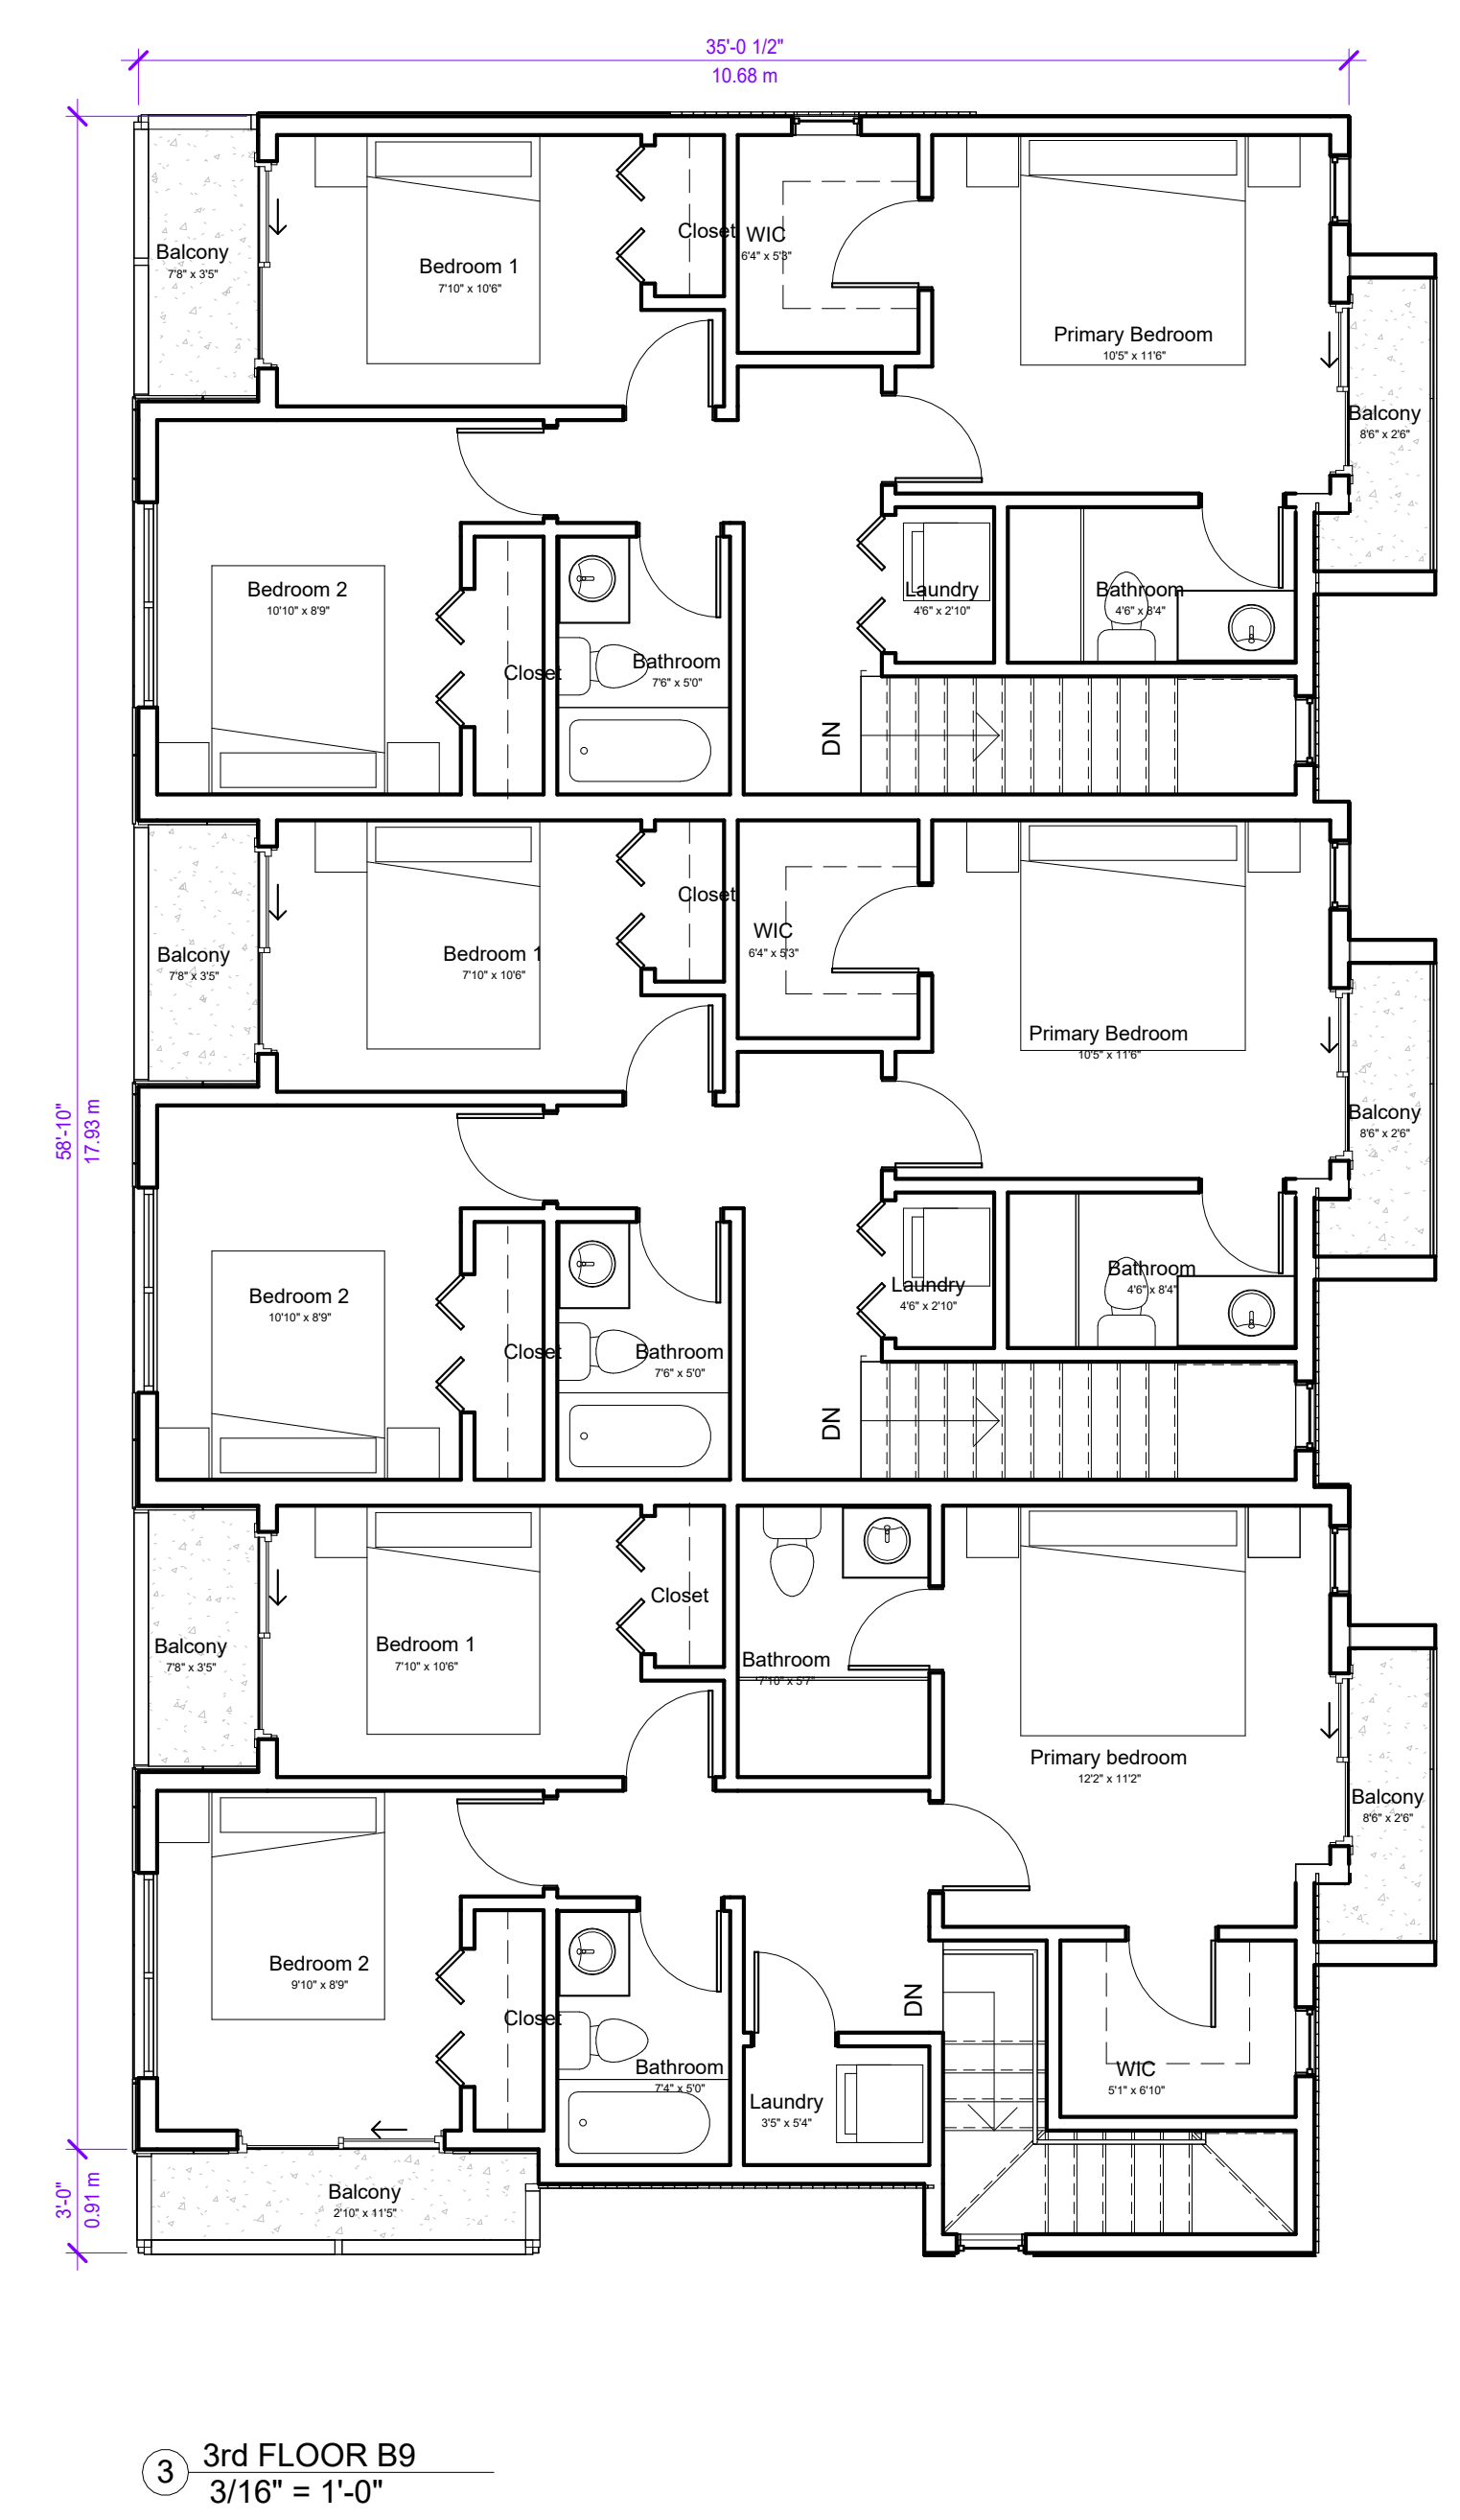 35'-0 1/2"
10.68 m
Balcony
7'8" x 3'5"
Bedroom 1
7'10" x 10'6"
Closet
WIC
6'4" x 5'3"
Primary Bedroom
10'5" x 11'6"
Balcony
8'6" x 2'6"
Bedroom 2
10'10" x 8'9"
Closet
Bathroom
7'6" x 5'0"
Laundry
4'6" x 2'10"
Bathroom
4'6" x 8'4"
DN
Balcony
7'8" x 3'5"
Bedroom 1
7'10" x 10'6"
Closet
WIC
6'4" x 5'3"
Primary Bedroom
10'5" x 11'6"
Balcony
8'6" x 2'6"
58'-10"
17.93 m
Bedroom 2
10'10" x 8'9"
Closet
Bathroom
7'6" x 5'0"
Laundry
4'6" x 2'10"
Bathroom
4'6" x 8'4"
DN
Balcony
7'8" x 3'5"
Bedroom 1
7'10" x 10'6"
Closet
Bathroom
7'10" x 5'7"
Primary bedroom
12'2" x 11'2"
Balcony
8'6" x 2'6"
Bedroom 2
9'10" x 8'9"
Closet
Bathroom
7'4" x 5'0"
Laundry
3'5" x 5'4"
DN
WIC
5'1" x 6'10"
3'-0"
0.91 m
Balcony
2'10" x 11'5"
3
3rd FLOOR B9
3/16" = 1'-0"